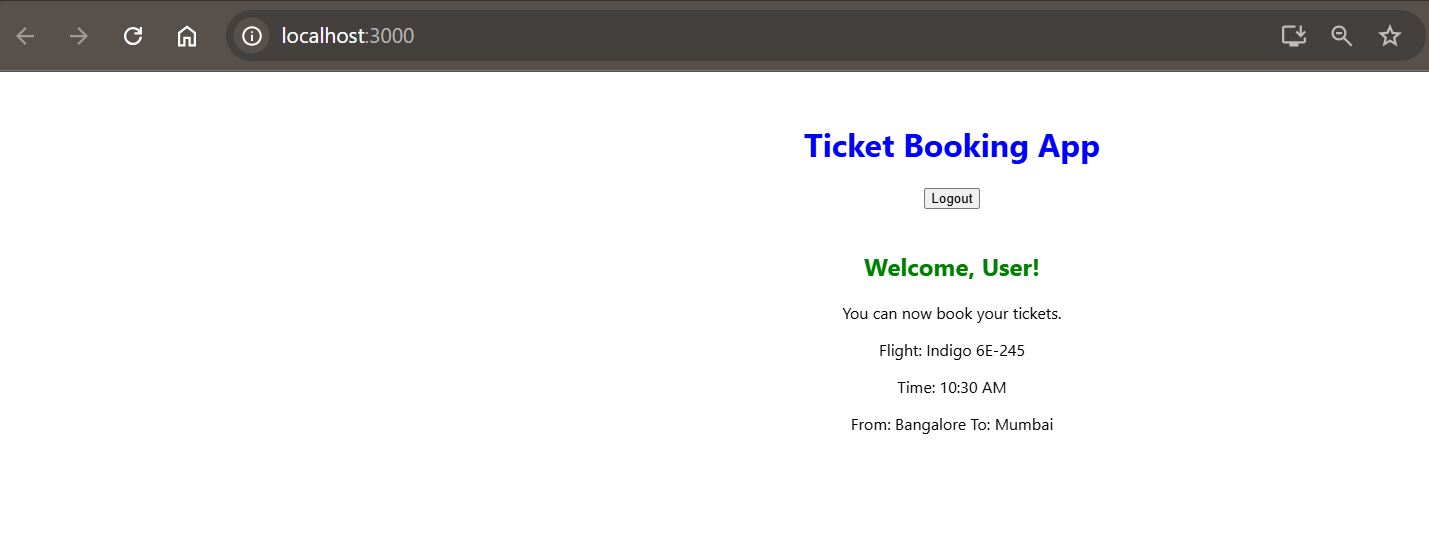 localhost:3000
Ticket Booking App
Logout
Welcome, User!
You can now book your tickets.
Flight: Indigo 6E-245
Time: 10:30 AM
From: Bangalore To: Mumbai